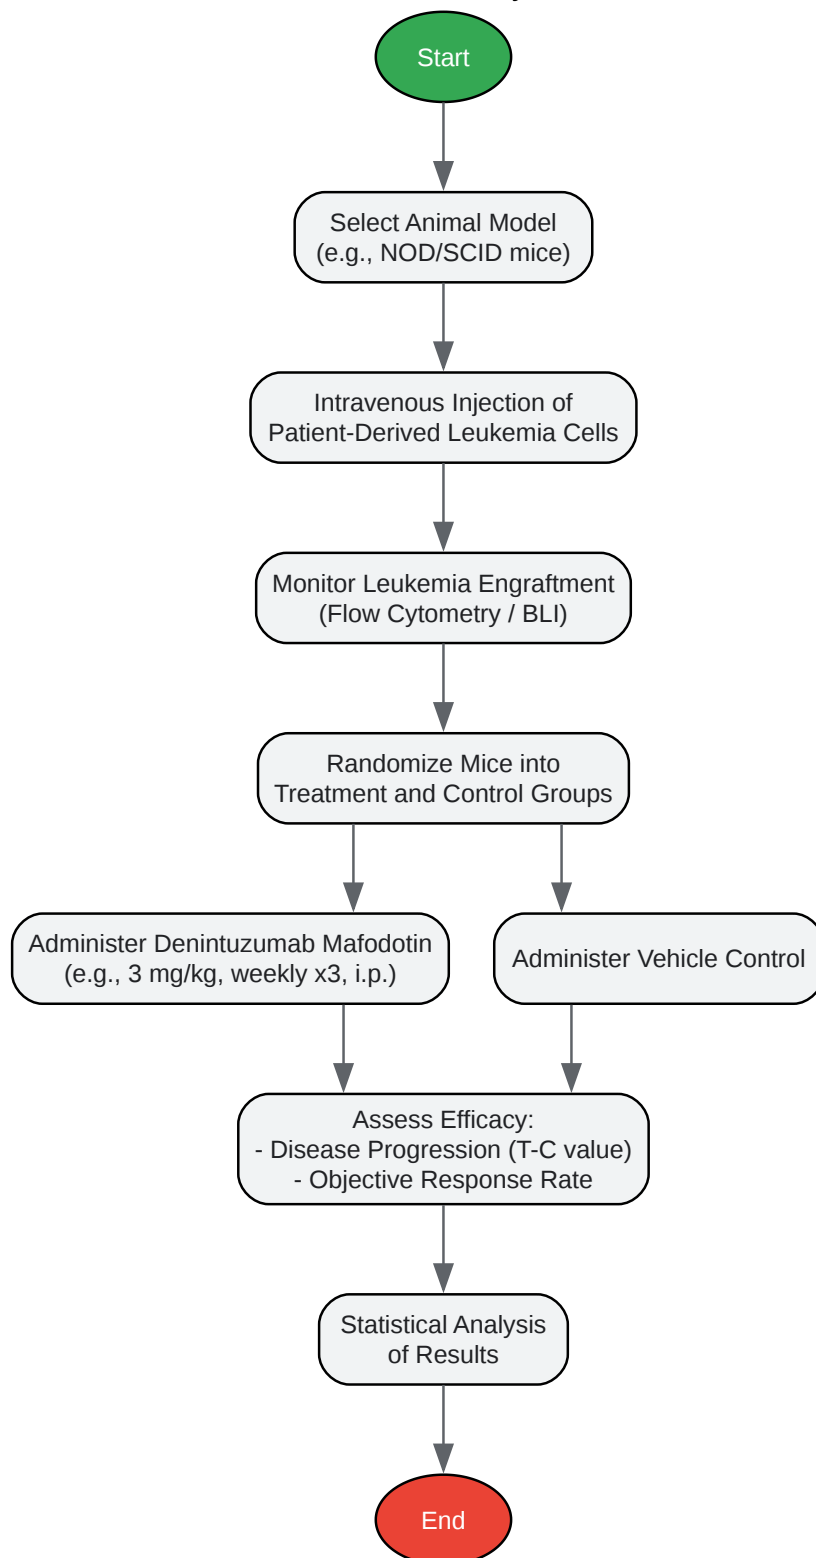 Start
Select Animal Model
(e.g., NOD/SCID mice)
Intravenous Injection of
Patient-Derived Leukemia Cells
Monitor Leukemia Engraftment
(Flow Cytometry / BLI)
Randomize Mice into
Treatment and Control Groups
Administer Denintuzumab Mafodotin
(e.g., 3 mg/kg, weekly x3, i.p.)
Administer Vehicle Control
Assess Efficacy:
- Disease Progression (T-C value)
- Objective Response Rate
Statistical Analysis
of Results
End